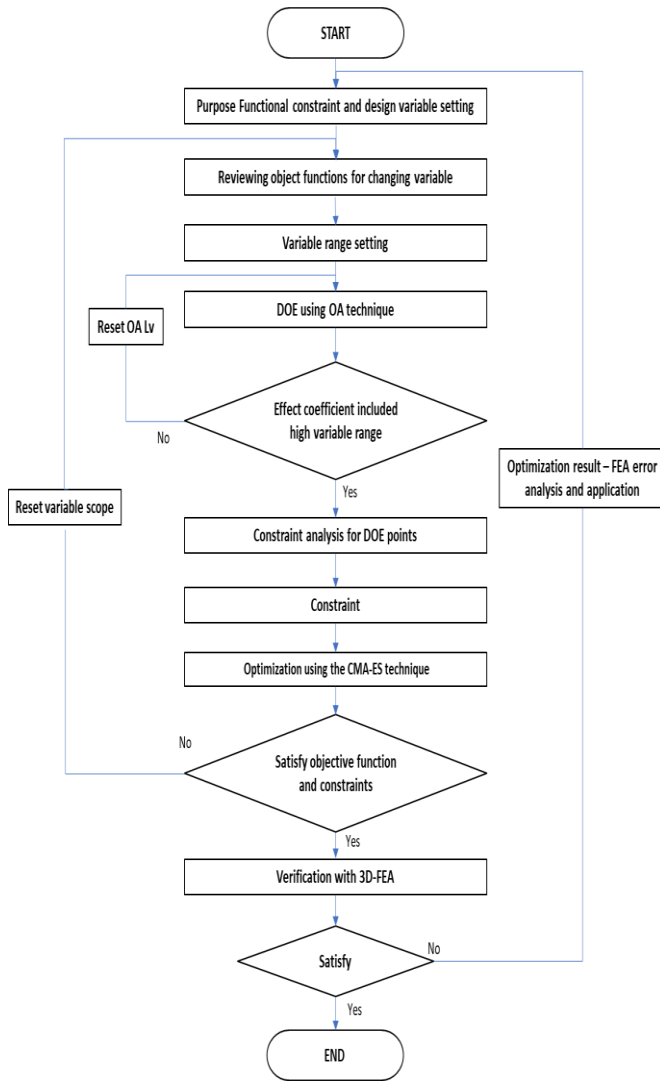 START
Purpose Functional constraint and design variable setting
Reviewing object functions for changing variable
Variable range setting
DOE using OA technique
Reset OA Lv
Effect coefficient included
high variable range
No
Yes
Optimization result – FEA error
analysis and application
Reset variable scope
Constraint analysis for DOE points
Constraint
Optimization using the CMA-ES technique
No
Satisfy objective function
and constraints
Yes
Verification with 3D-FEA
Satisfy
No
Yes
END